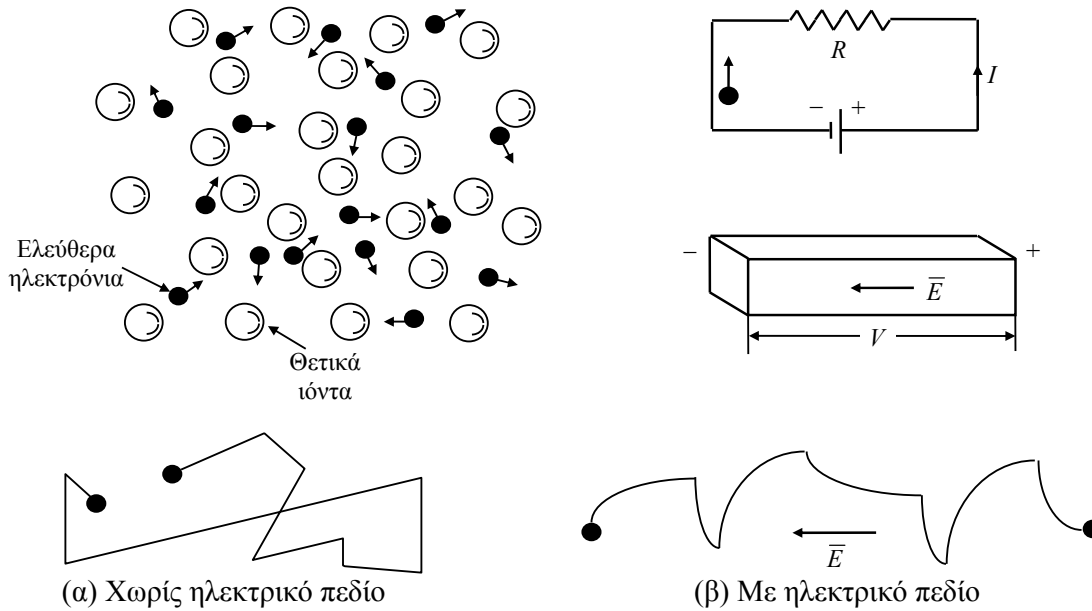 Ελεύθερα
ηλεκτρόνια
Θετικά
ιόντα
(α) Χωρίς ηλεκτρικό πεδίο
R
I
− +
− +
E̅
V
E̅
(β) Με ηλεκτρικό πεδίο